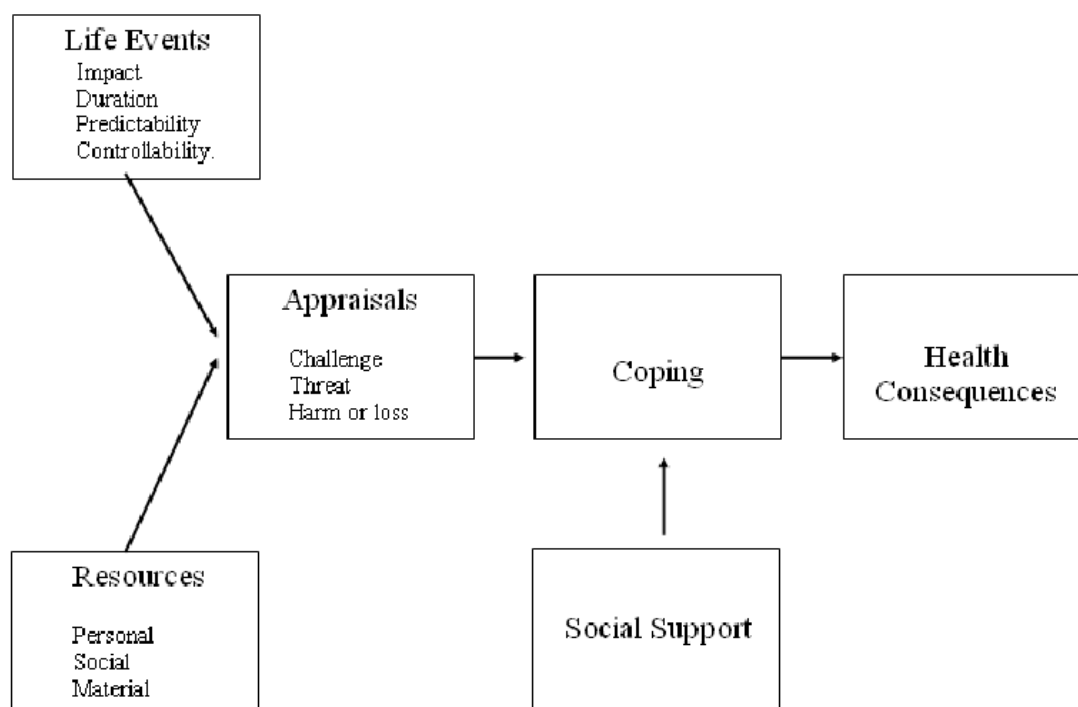 Life Events
Impact
Duration
Predictability
Controllability.
Appraisals
Challenge
Threat
Harm or loss
Coping
Health
Consequences
Resources
Personal
Social
Material
Social Support